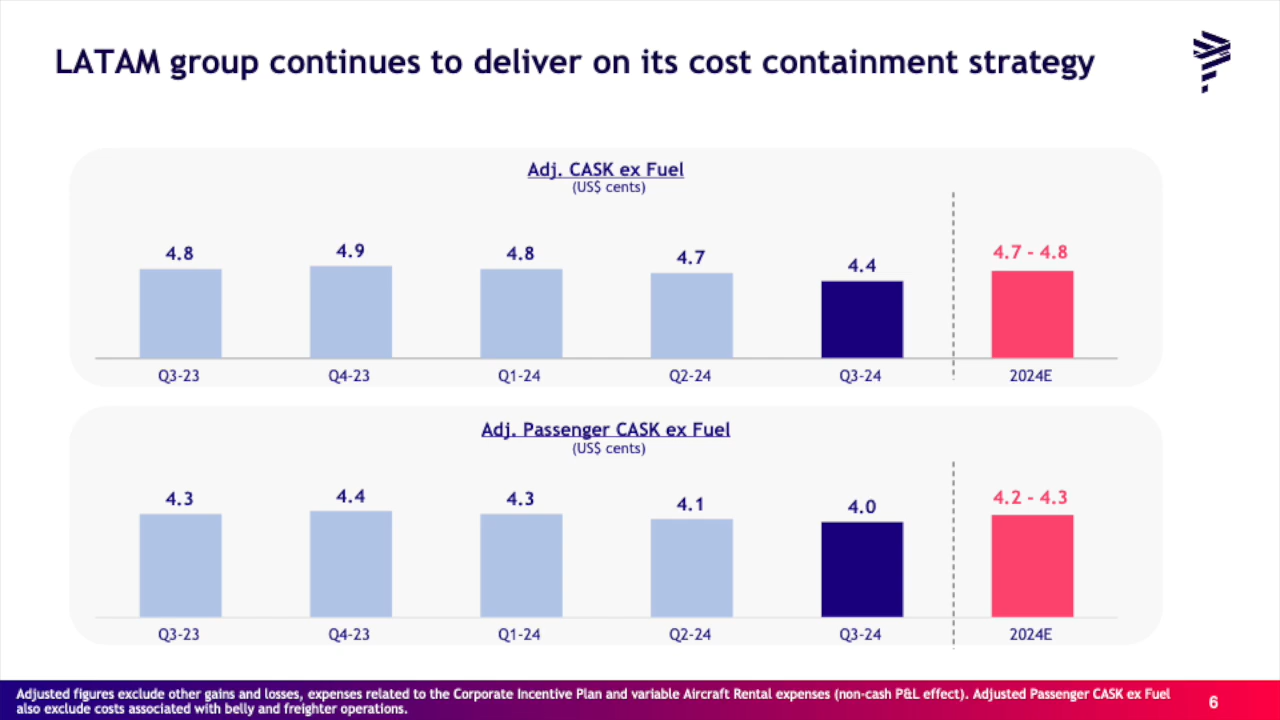 LATAM group continues to deliver on its cost containment strategy
Adj. CASK ex Fuel
(US$ cents)
4.8 4.9 4.8 4.7 4.4 4.7 - 4.8
Q3-23 Q4-23 Q1-24 Q2-24 Q3-24 2024E
Adj. Passenger CASK ex Fuel
(US$ cents)
4.3 4.4 4.3 4.1 4.0 4.2 - 4.3
Q3-23 Q4-23 Q1-24 Q2-24 Q3-24 2024E
Adjusted figures exclude other gains and losses, expenses related to the Corporate Incentive Plan and variable Aircraft Rental expenses (non-cash P&L effect). Adjusted Passenger CASK ex Fuel
also exclude costs associated with belly and freighter operations.
6